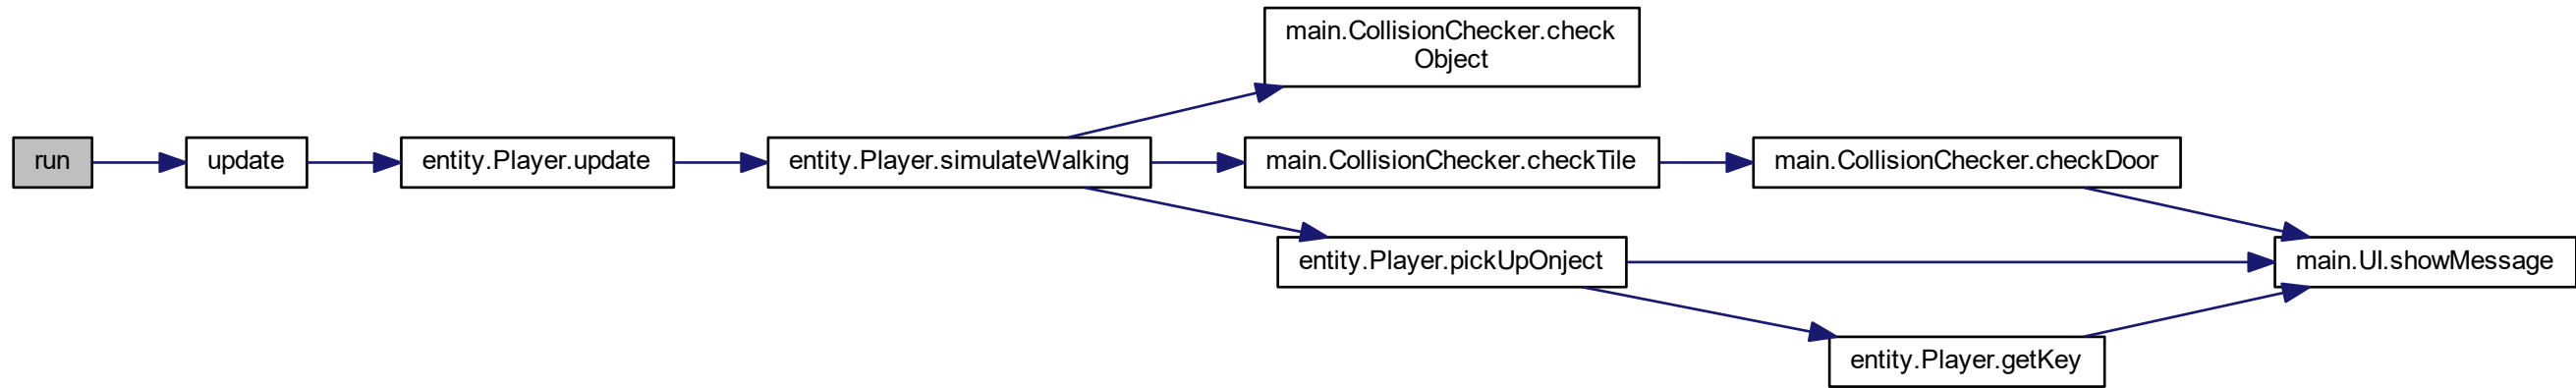 main.CollisionChecker.check
Object
run
update
entity.Player.update
entity.Player.simulateWalking
main.CollisionChecker.checkTile
main.CollisionChecker.checkDoor
entity.Player.pickUpOnject
main.UI.showMessage
entity.Player.getKey